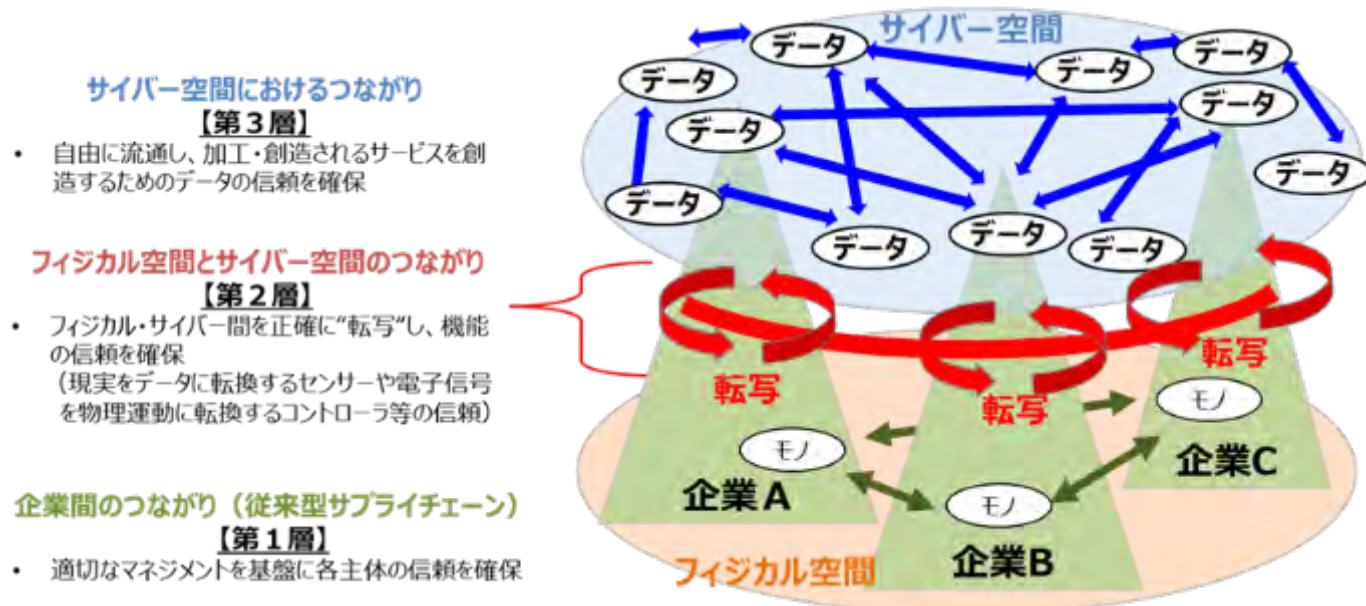 サイバー空間におけるつながり
【第３層】
• 自由に流通し、加工・創造されるサービスを創
造するためのデータの信頼を確保
フィジカル空間とサイバー空間のつながり
【第２層】
• フィジカル・サイバー間を正確に“転写“し、機能
の信頼を確保
（現実をデータに転換するセンサーや電子信号
を物理運動に転換するコントローラ等の信頼）
企業間のつながり（従来型サプライチェーン）
【第１層】
• 適切なマネジメントを基盤に各主体の信頼を確保
サイバー空間
データ
データ
データ
データ
データ
データ
データ
データ
データ
データ
データ
転写
転写
転写
モノ
モノ
モノ
企業A
企業B
企業C
フィジカル空間